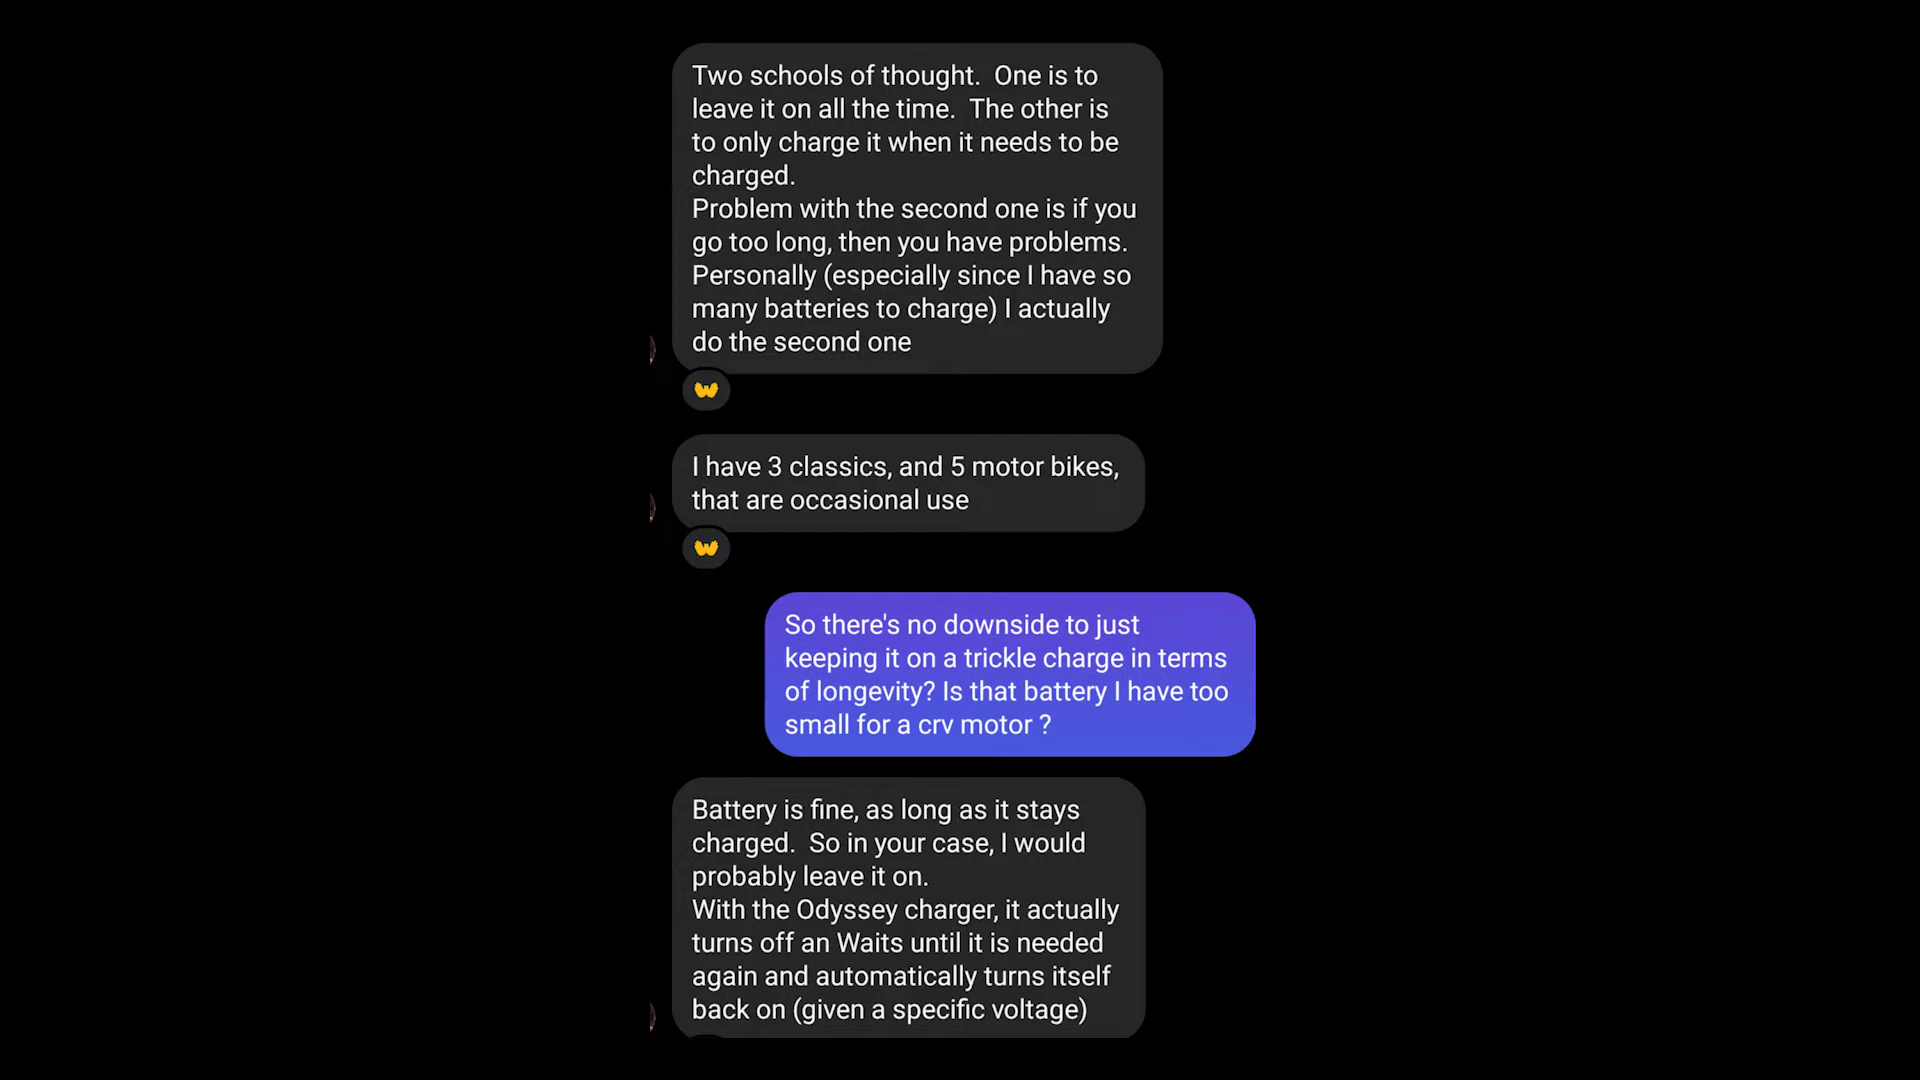 Two schools of thought.  One is to
leave it on all the time.  The other is
to only charge it when it needs to be
charged.
Problem with the second one is if you
go too long, then you have problems.
Personally (especially since I have so
many batteries to charge) I actually
do the second one
I have 3 classics, and 5 motor bikes,
that are occasional use
So there's no downside to just
keeping it on a trickle charge in terms
of longevity? Is that battery I have too
small for a crv motor ?
Battery is fine, as long as it stays
charged.  So in your case, I would
probably leave it on.
With the Odyssey charger, it actually
turns off an Waits until it is needed
again and automatically turns itself
back on (given a specific voltage)